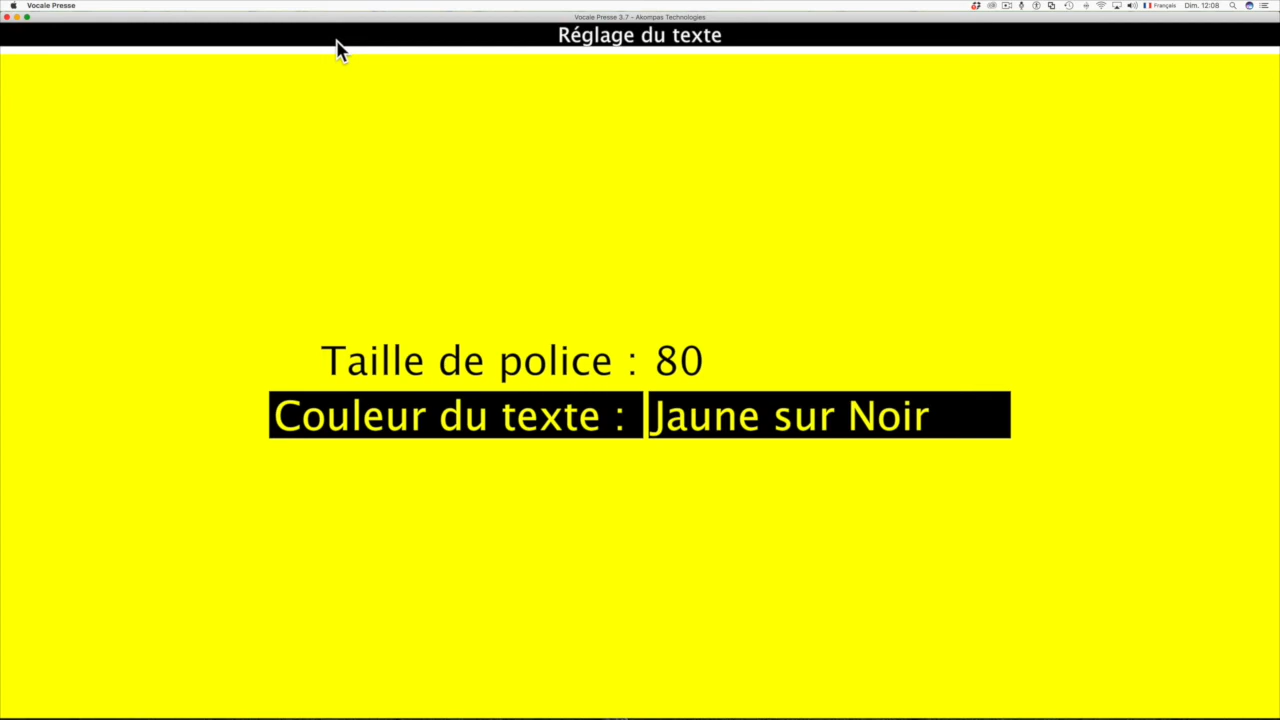 Vocale Presse
Français
Dim. 12:08
Vocale Presse 3.7 - Akompas Technologies
Réglage du texte
Taille de police : 80
Couleur du texte : Jaune sur Noir